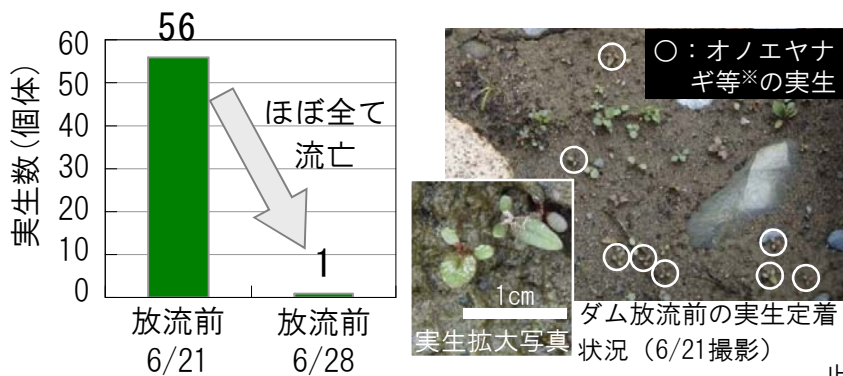 実生数(個体)
60
50
40
30
20
10
0
56
1
ほぼ全て
流亡
放流前
6/21
放流前
6/28
○：オノエヤナ
ギ等※の実生
1cm
実生拡大写真
ダム放流前の実生定着
状況（6/21撮影）